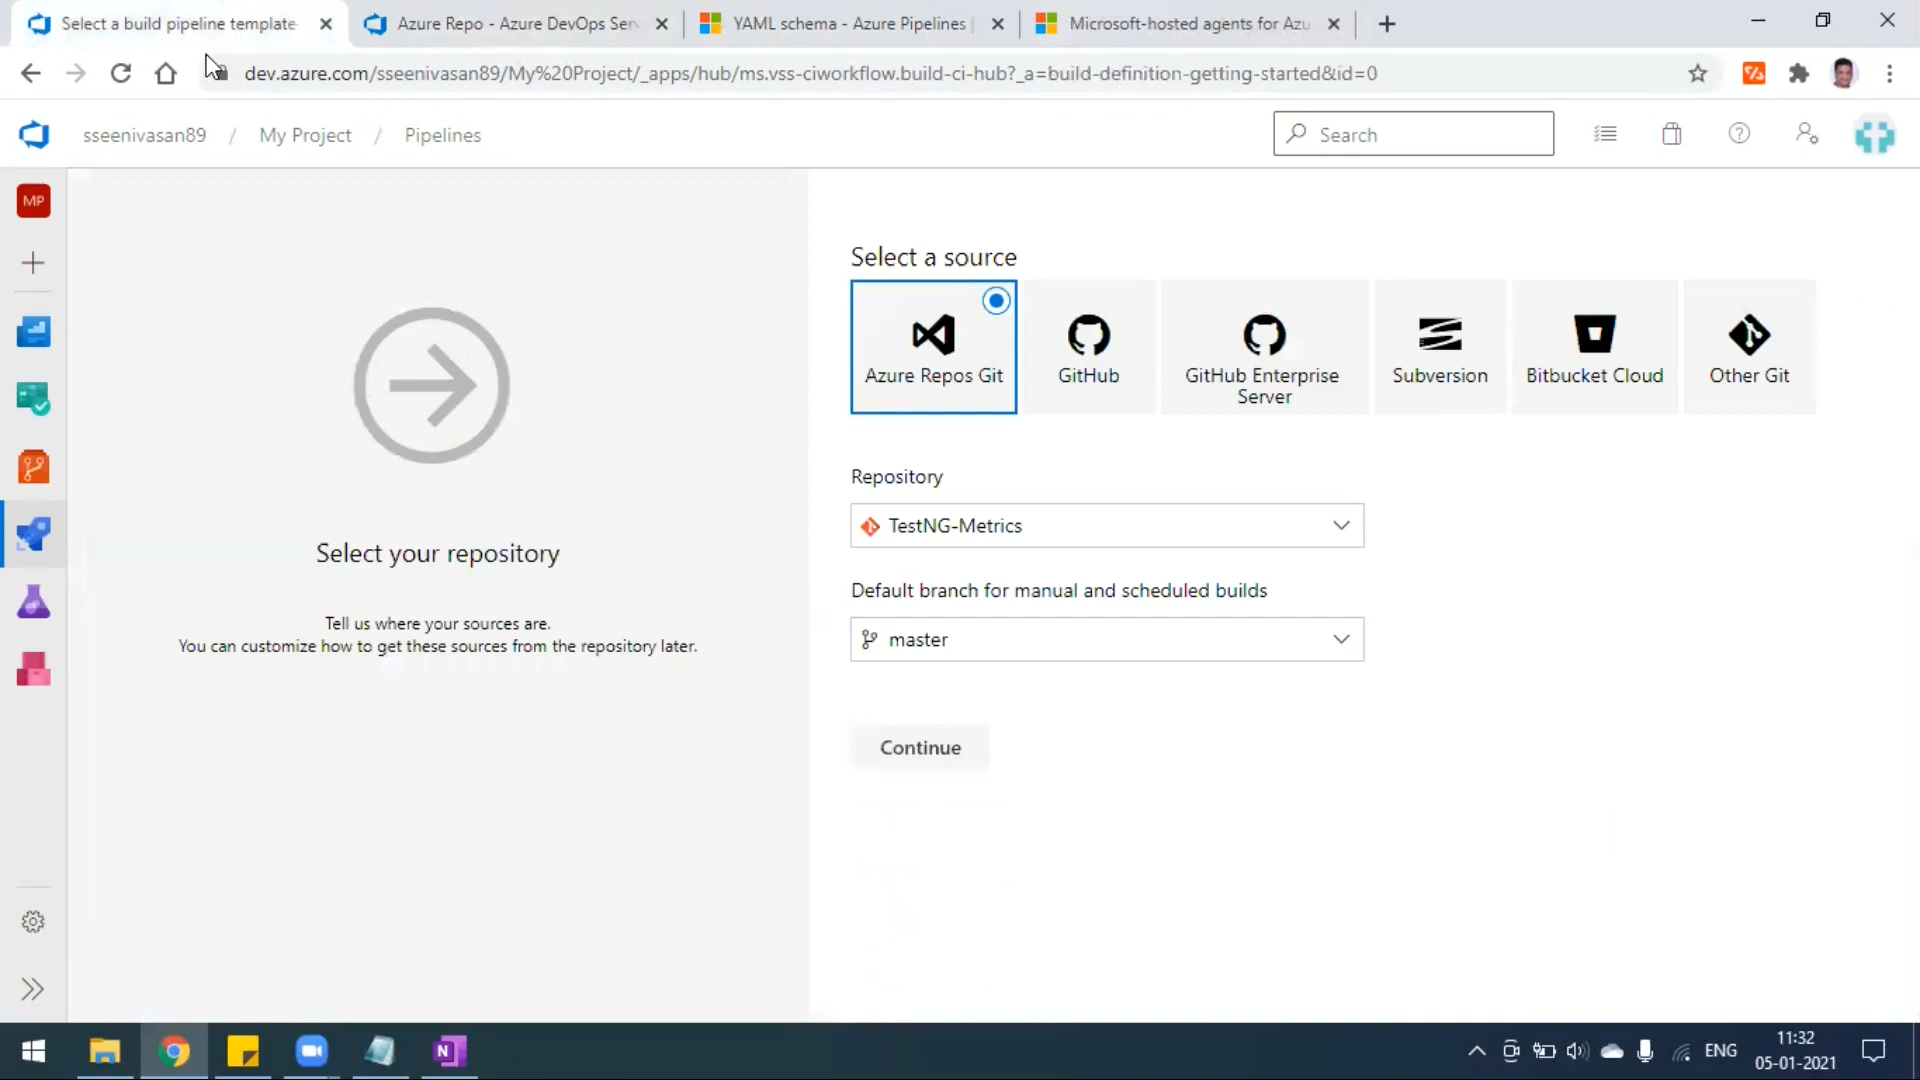 Select a build pipeline template
Azure Repo - Azure DevOps Serv
YAML schema - Azure Pipelines |
Microsoft-hosted agents for Azu
dev.azure.com/sseenivasan89/My%20Project/_apps/hub/ms.vss-ciworkflow.build-ci-hub?_a=build-definition-getting-started&id=0
sseenivasan89 / My Project / Pipelines
Search
MP
Select a source
Azure Repos Git
GitHub
GitHub Enterprise
Server
Subversion
Bitbucket Cloud
Other Git
Repository
TestNG-Metrics
Default branch for manual and scheduled builds
master
Continue
Select your repository
Tell us where your sources are.
You can customize how to get these sources from the repository later.
N
ENG
11:32
05-01-2021